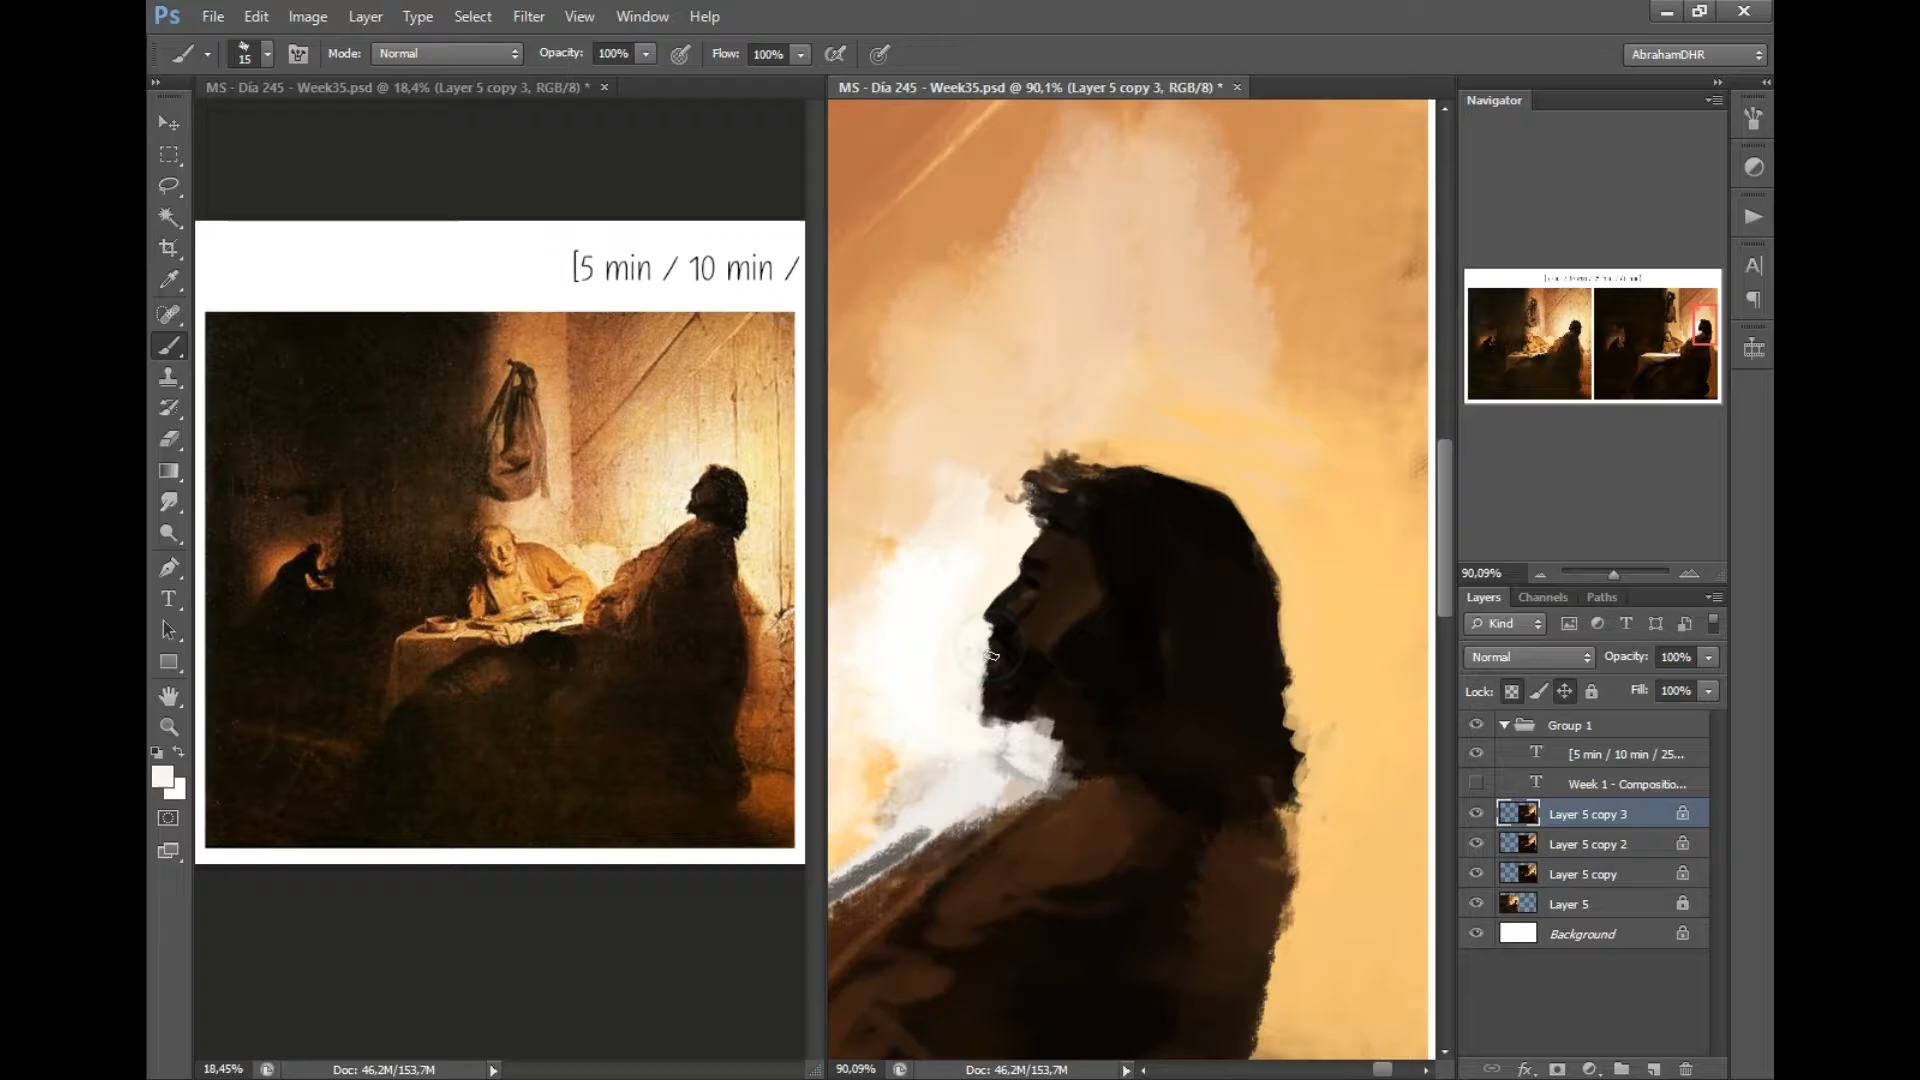 Ps File Edit Image Layer Type Select Filter View Window Help
15 Mode: Normal Opacity: 100% Flow: 100% AbrahamDHR
MS - Día 245 - Week35.psd @ 18,4% (Layer 5 copy 3, RGB/8) *
MS - Día 245 - Week35.psd @ 90,1% (Layer 5 copy 3, RGB/8) *
[5 min / 10 min /
18,45% Doc: 46,2M/153,7M
90,09% Doc: 46,2M/153,7M
Navigator
90,09%
Layers Channels Paths
Kind
Normal Opacity: 100%
Lock: Fill: 100%
Group 1
[5 min / 10 min / 25...
Week 1 - Compositio...
Layer 5 copy 3
Layer 5 copy 2
Layer 5 copy
Layer 5
Background